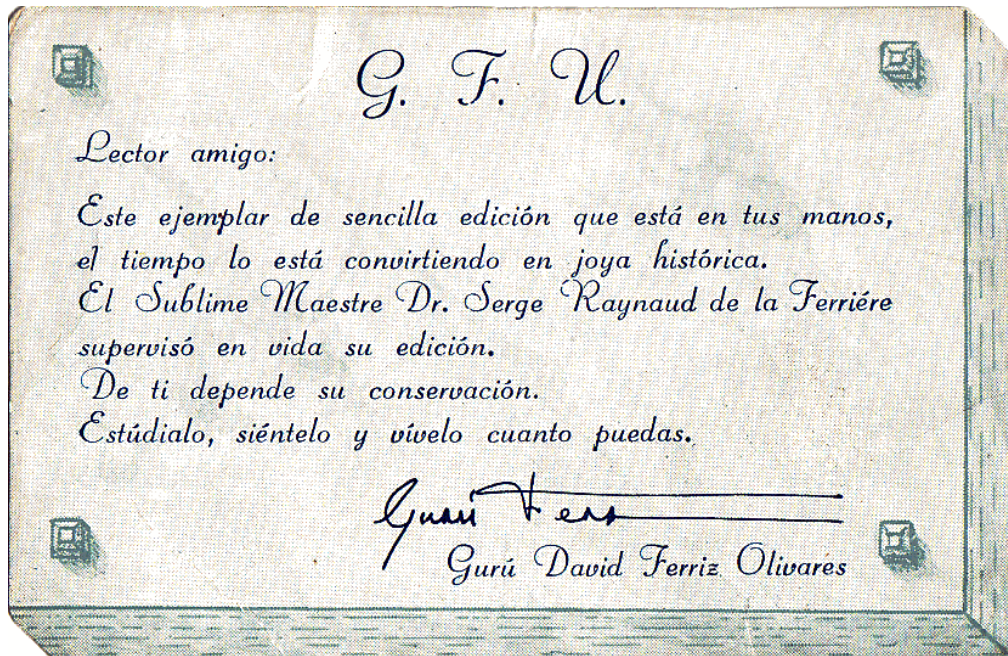 G. F. U.
Lector amigo:
Este ejemplar de sencilla edición que está en tus manos,
el tiempo lo está convirtiendo en joya histórica.
El Sublime Maestre Dr. Serge Raynaud de la Ferriére
supervisó en vida su edición.
De ti depende su conservación.
Estúdialo, siéntelo y vívelo cuanto puedas.
Gurú Ferr
Gurú David Ferriz Olivares